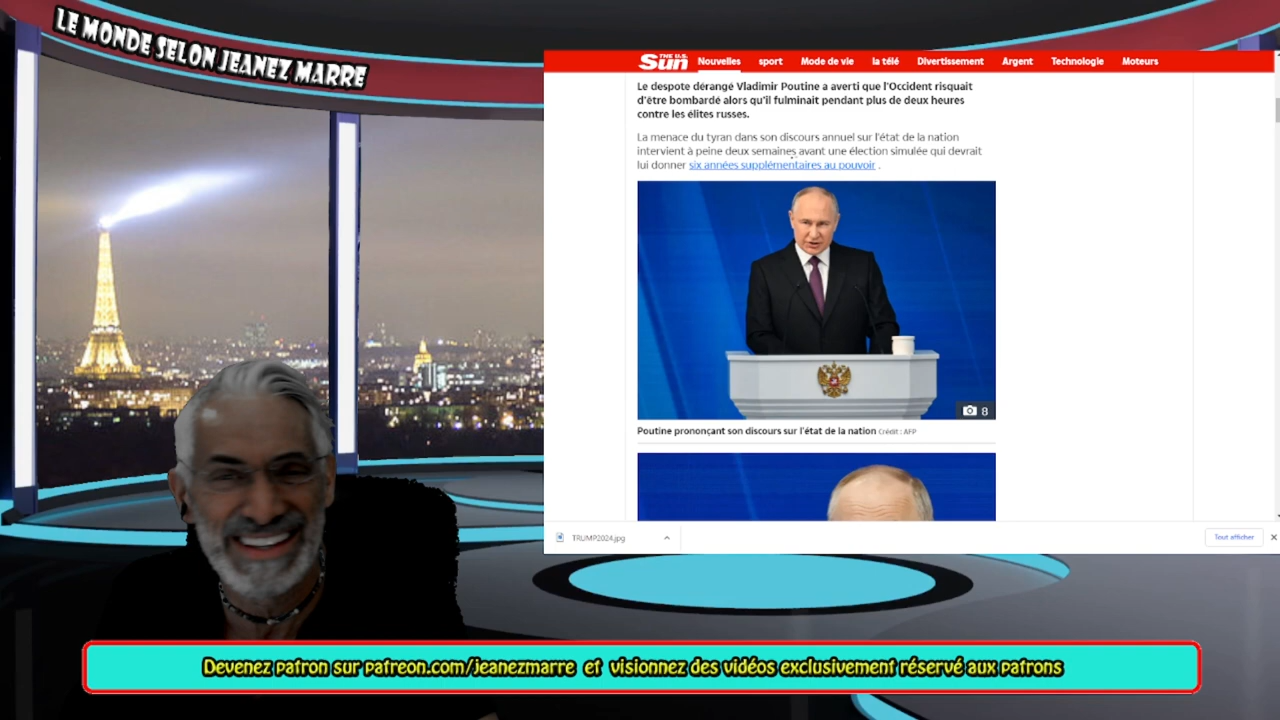 LE MONDE SELON JEANEZ MARRE
THE U.S. Sun
Nouvelles sport Mode de vie la télé Divertissement Argent Technologie Moteurs
Le despote dérangé Vladimir Poutine a averti que l'Occident risquait
d'être bombardé alors qu'il fulminait pendant plus de deux heures
contre les élites russes.
La menace du tyran dans son discours annuel sur l'état de la nation
intervient à peine deux semaines avant une élection simulée qui devrait
lui donner six années supplémentaires au pouvoir .
8
Poutine prononçant son discours sur l'état de la nation Crédit : AFP
TRUMP2024.jpg
Tout afficher
Devenez patron sur patreon.com/jeanezmarre et visionnez des vidéos exclusivement réservé aux patrons